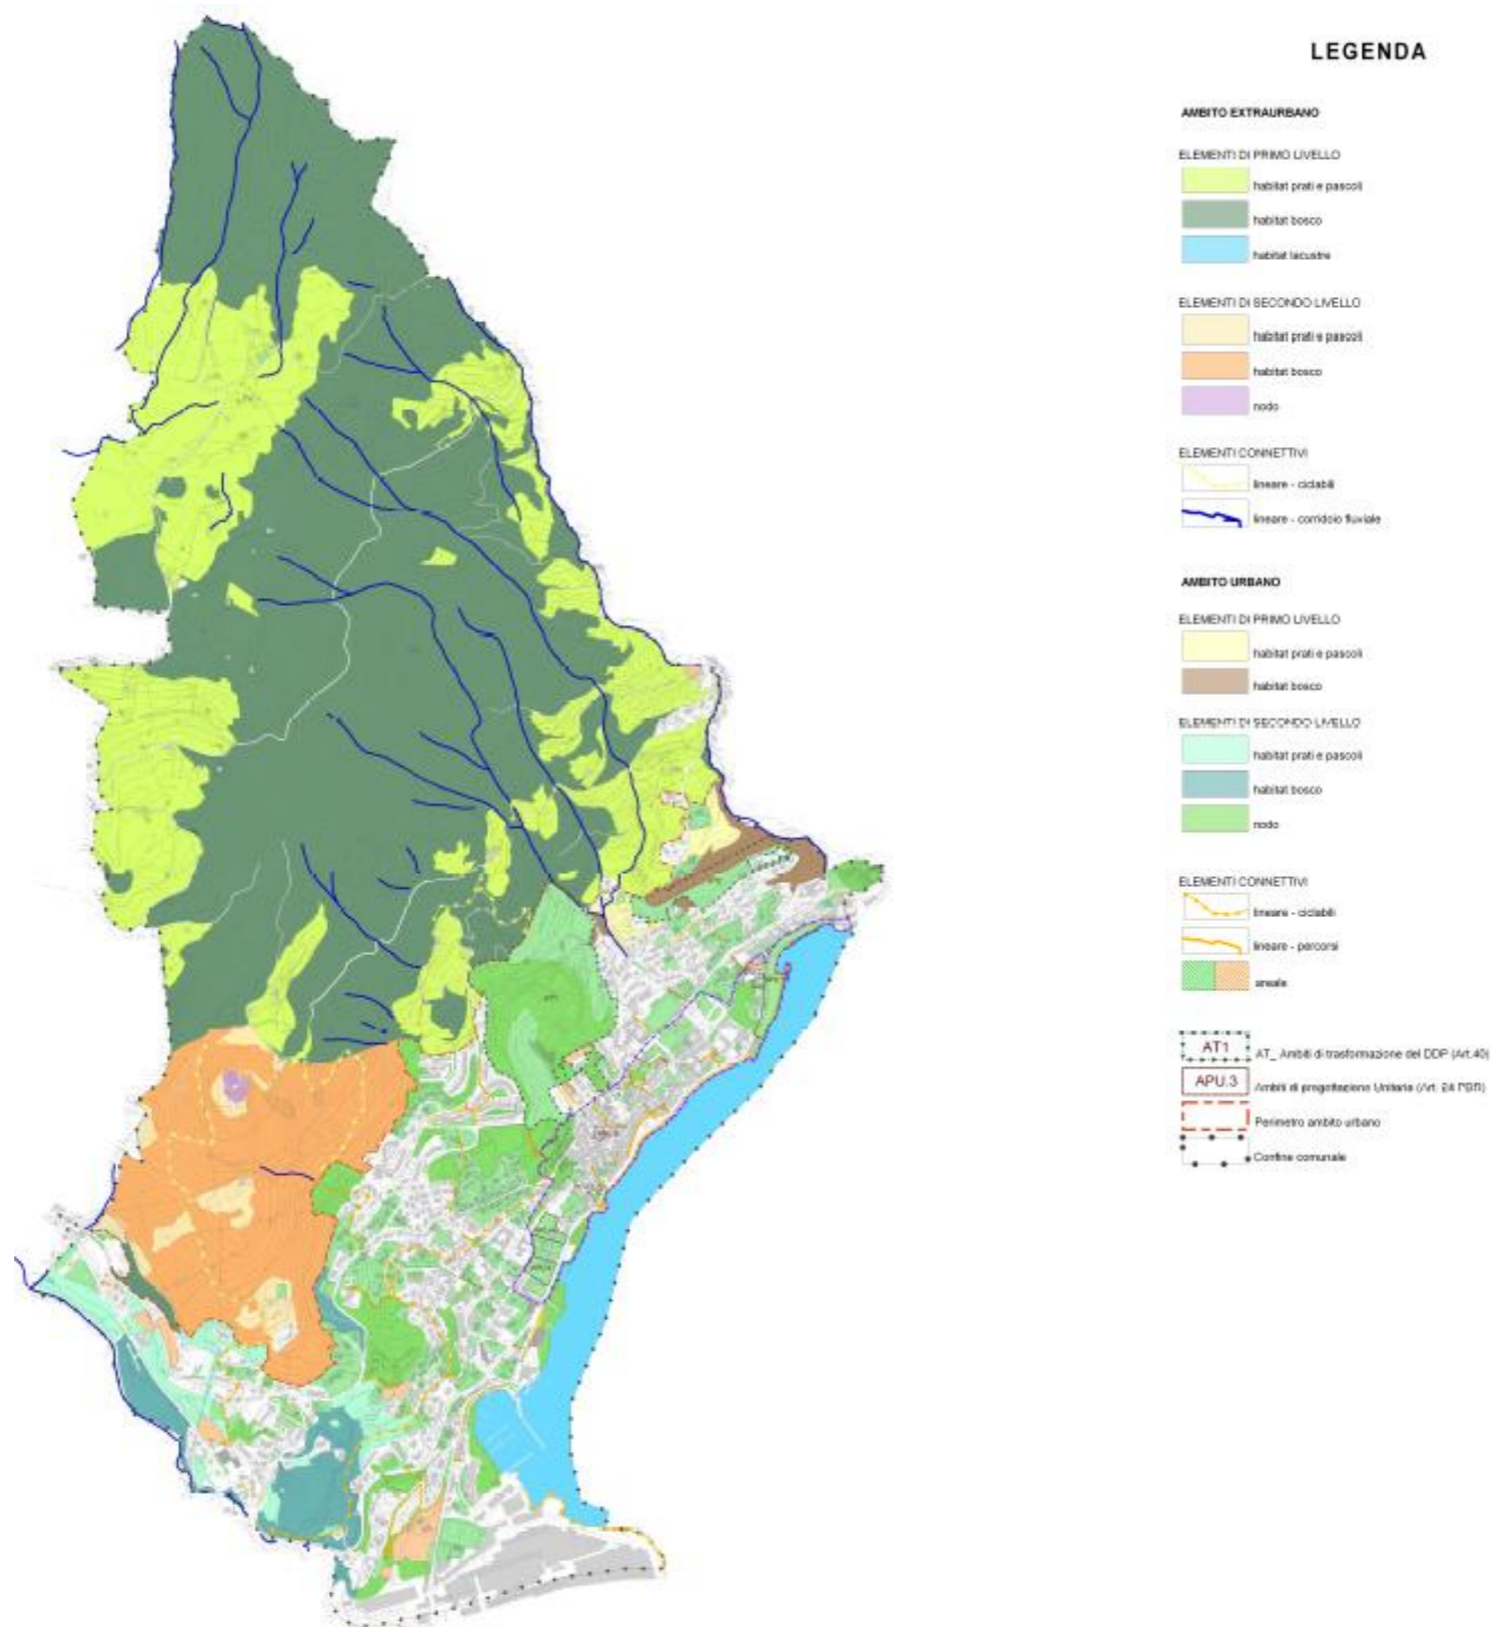 LEGENDA
AMBITO EXTRAURBANO
ELEMENTI DI PRIMO LIVELLO
habitat prati e pascoli
habitat bosco
habitat lacustre
ELEMENTI DI SECONDO LIVELLO
habitat prati e pascoli
habitat bosco
nodo
ELEMENTI CONNETTIVI
lineare - ciclabili
lineare - corridoio fluviale
AMBITO URBANO
ELEMENTI DI PRIMO LIVELLO
habitat prati e pascoli
habitat bosco
ELEMENTI DI SECONDO LIVELLO
habitat prati e pascoli
habitat bosco
nodo
ELEMENTI CONNETTIVI
lineare - ciclabili
lineare - percorsi
areale
AT1 AT_ Ambiti di trasformazione del DDP (Art.40)
APU.3 Ambiti di progettazione Unitaria (Art. 24 PDR)
Perimetro ambito urbano
Confine comunale